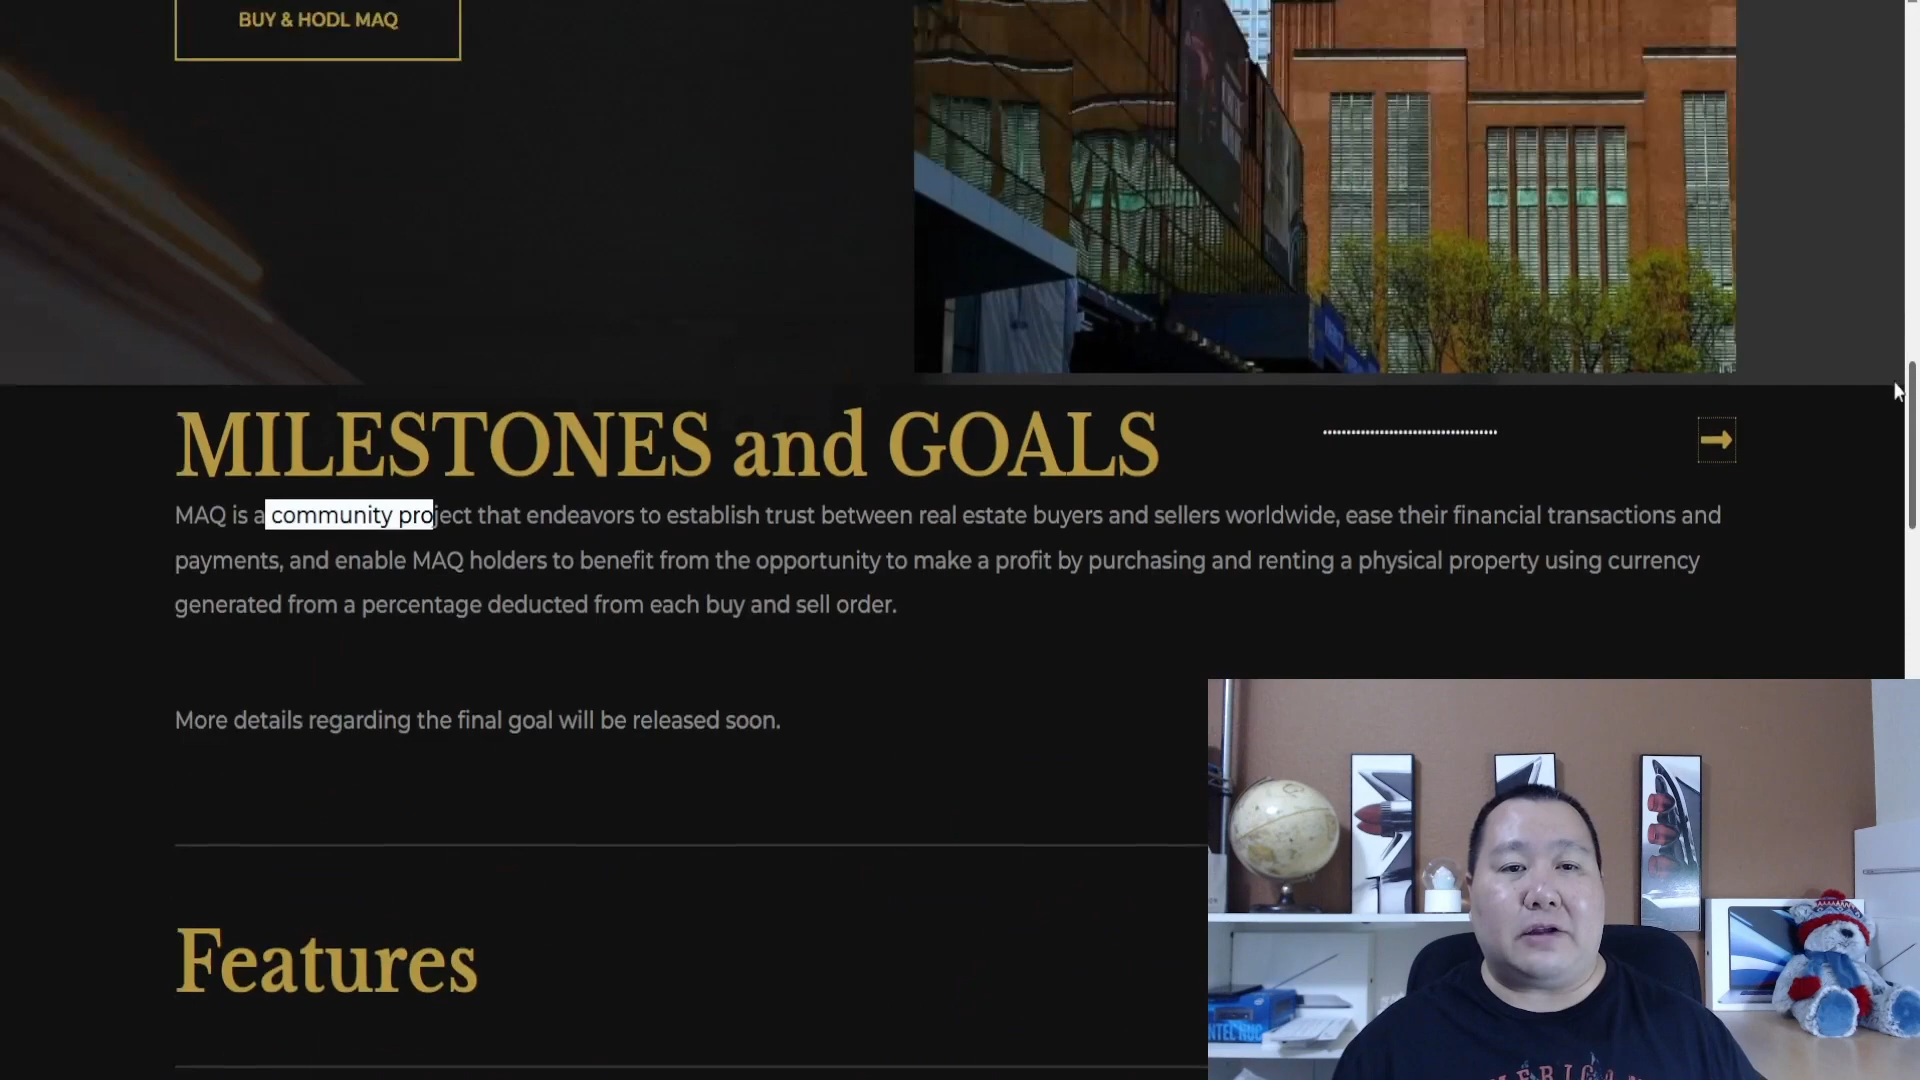 BUY & HODL MAQ
MILESTONES and GOALS
MAQ is a community project that endeavors to establish trust between real estate buyers and sellers worldwide, ease their financial transactions and
payments, and enable MAQ holders to benefit from the opportunity to make a profit by purchasing and renting a physical property using currency
generated from a percentage deducted from each buy and sell order.
More details regarding the final goal will be released soon.
Features